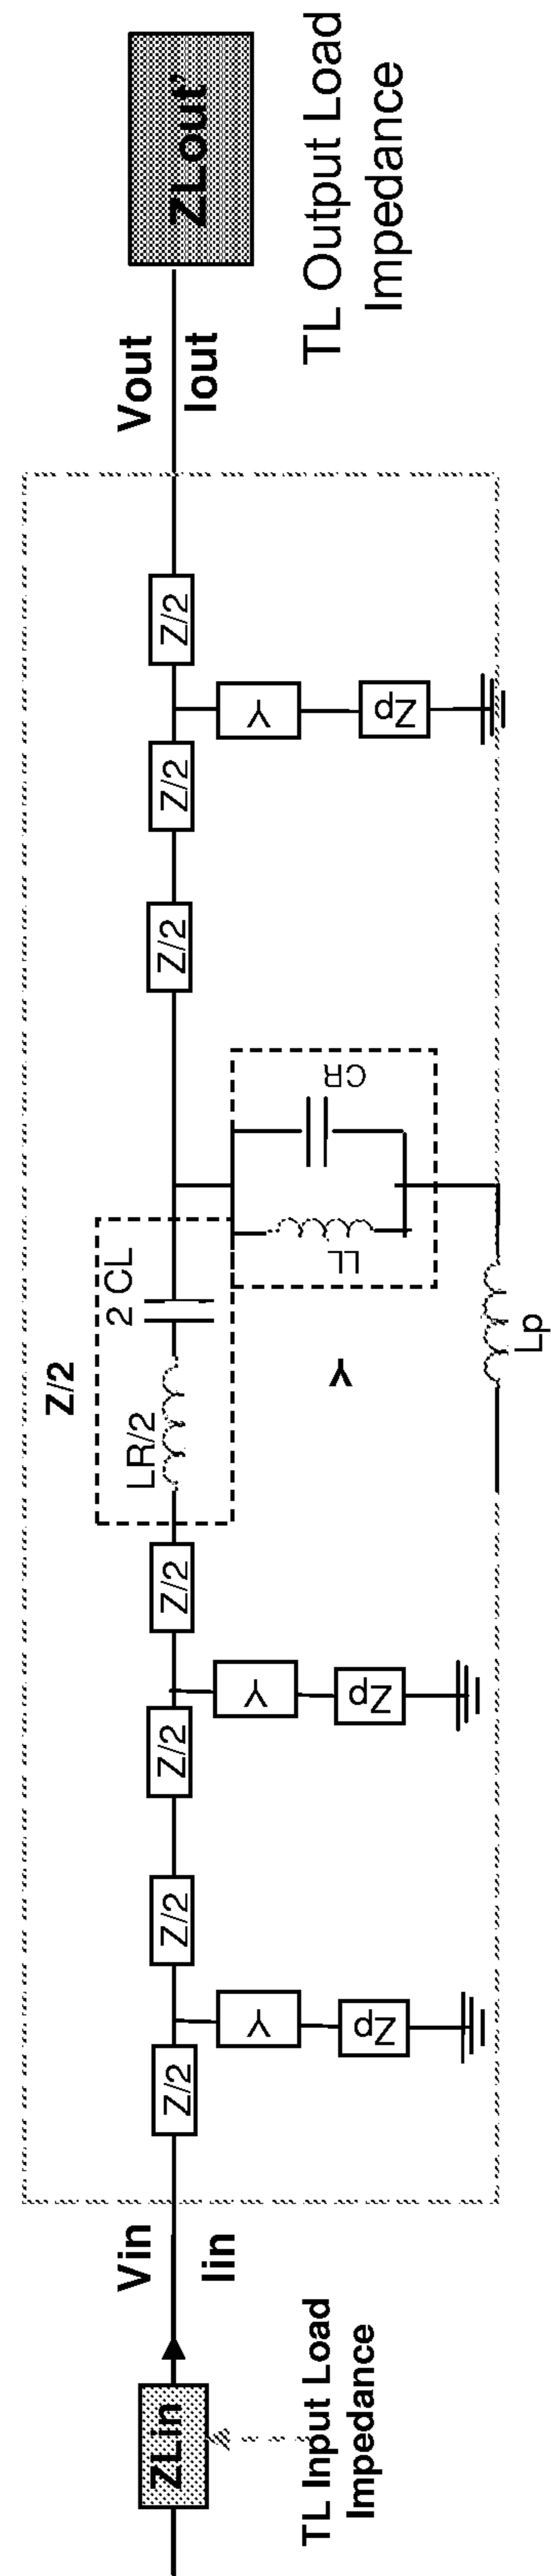 Z/2
ZLin
TL Input Load
Impedance
Vin
Iin
Z/2
Y
Zp
Z/2
Z/2
Y
Zp
Z/2
LR/2
2 CL
Y
LL
CR
Lp
Z/2
Z/2
Y
Zp
Z/2
Vout
Iout
ZLout'
TL Output Load
Impedance